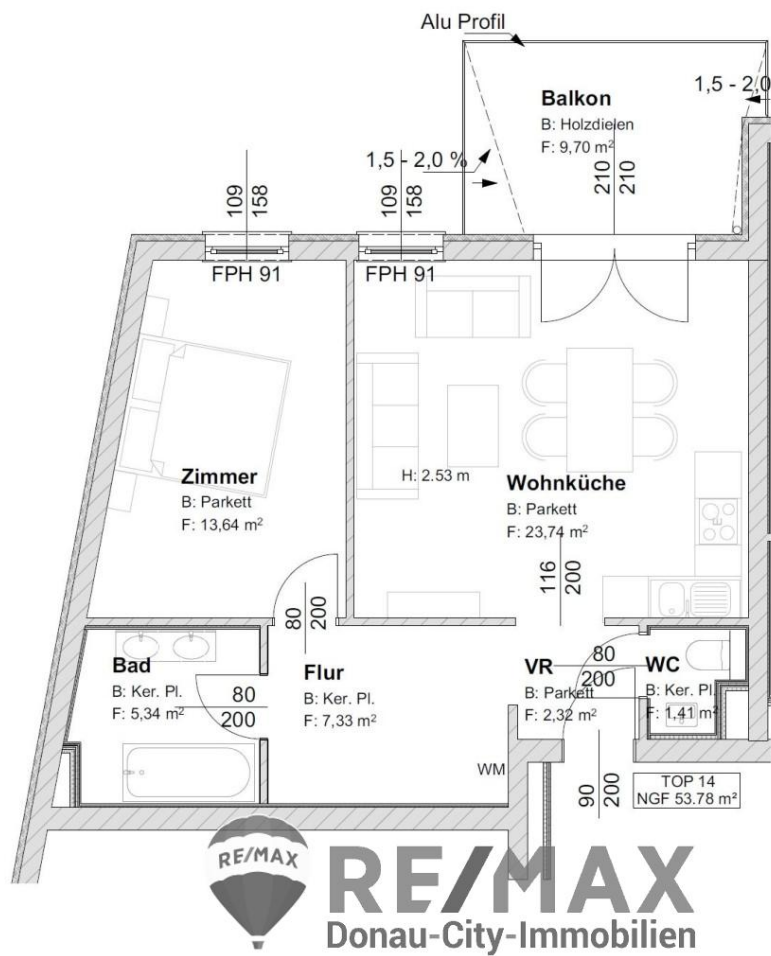 Alu Profil
Balkon
B: Holzdielen
F: 9,70 m²
1,5 - 2,0
1,5 - 2,0 %
210
210
109
158
109
158
FPH 91
FPH 91
Zimmer
B: Parkett
F: 13,64 m²
H: 2.53 m
Wohnküche
B: Parkett
F: 23,74 m²
116
200
80
200
Bad
B: Ker. Pl.
F: 5,34 m²
80
200
Flur
B: Ker. Pl.
F: 7,33 m²
VR
B: Parkett
F: 2,32 m²
80
200
WC
B: Ker. Pl.
F: 1,41 m²
WM
90
200
TOP 14
NGF 53.78 m²
RE/MAX
RE/MAX
Donau-City-Immobilien